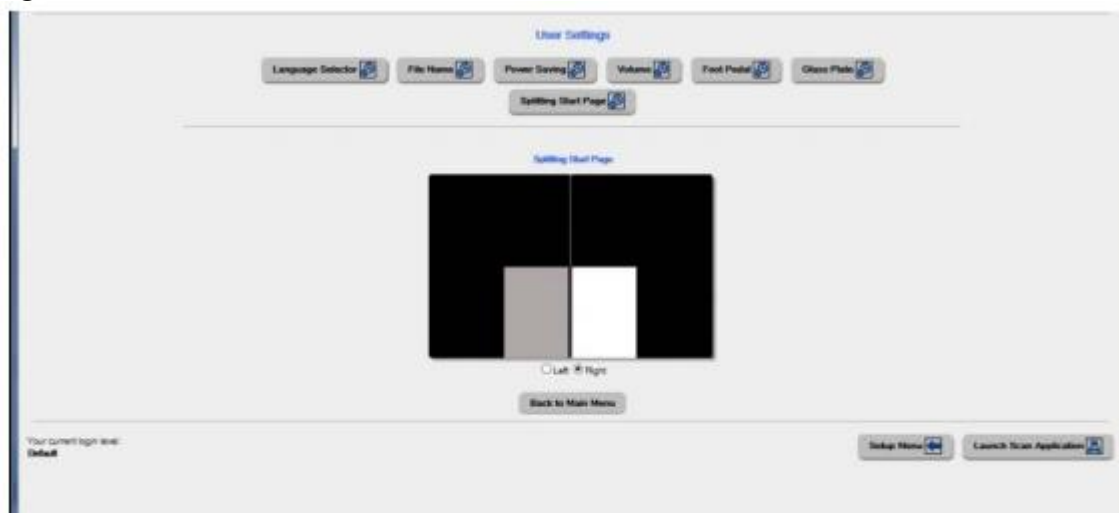 User Settings
Language Selector File Name Power Saving Volume Foot Pedal Glass Plate
Splitting Start Page
Splitting Start Page
Left Right
Back to Main Menu
Your current login level:
Default
Setup Menu Launch Scan Application